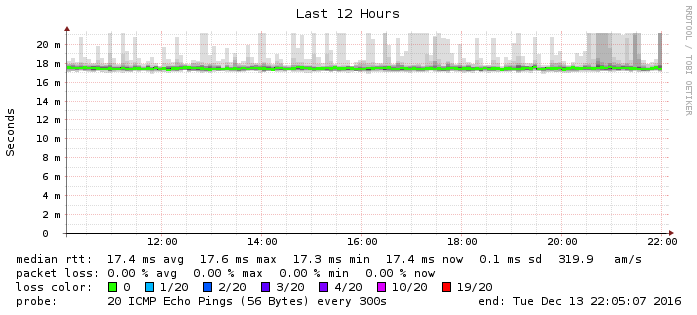 Last 12 Hours
RRDTOOL / TOBI OETIKER
Seconds
20 m
18 m
16 m
14 m
12 m
10 m
8 m
6 m
4 m
2 m
0
12:00 14:00 16:00 18:00 20:00 22:00
median rtt: 17.4 ms avg 17.6 ms max 17.3 ms min 17.4 ms now 0.1 ms sd 319.9 am/s
packet loss: 0.00 % avg 0.00 % max 0.00 % min 0.00 % now
loss color: 0 1/20 2/20 3/20 4/20 10/20 19/20
probe: 20 ICMP Echo Pings (56 Bytes) every 300s end: Tue Dec 13 22:05:07 2016